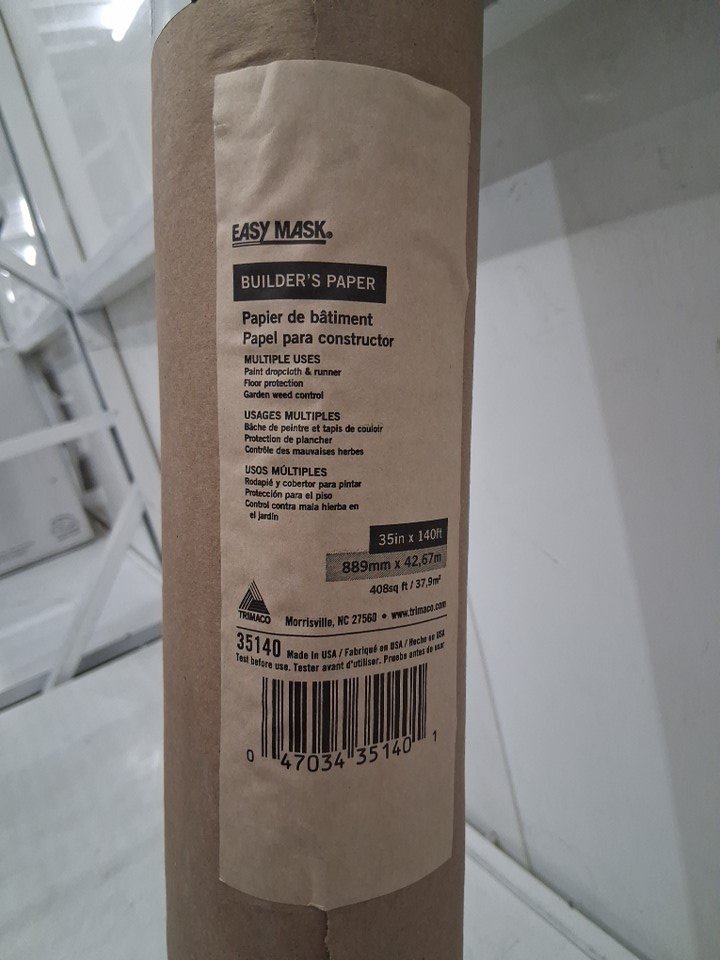 EASY MASK®
BUILDER'S PAPER
Papier de bâtiment
Papel para constructor
MULTIPLE USES
Paint dropcloth & runner
Floor protection
Garden weed control
USAGES MULTIPLES
Bâche de peintre et tapis de couloir
Protection de plancher
Contrôle des mauvaises herbes
USOS MÚLTIPLES
Rodapié y cobertor para pintar
Protección para el piso
Control contra mala hierba en
el jardín
35in x 140ft
889mm x 42,67m
408sq ft / 37,9m²
TRIMACO
Morrisville, NC 27560 • www.trimaco.com
35140 Made in USA / Fabriqué en USA / Hecho en USA
Test before use. Tester avant d'utiliser. Pruebe antes de usar
0 47034 35140 1